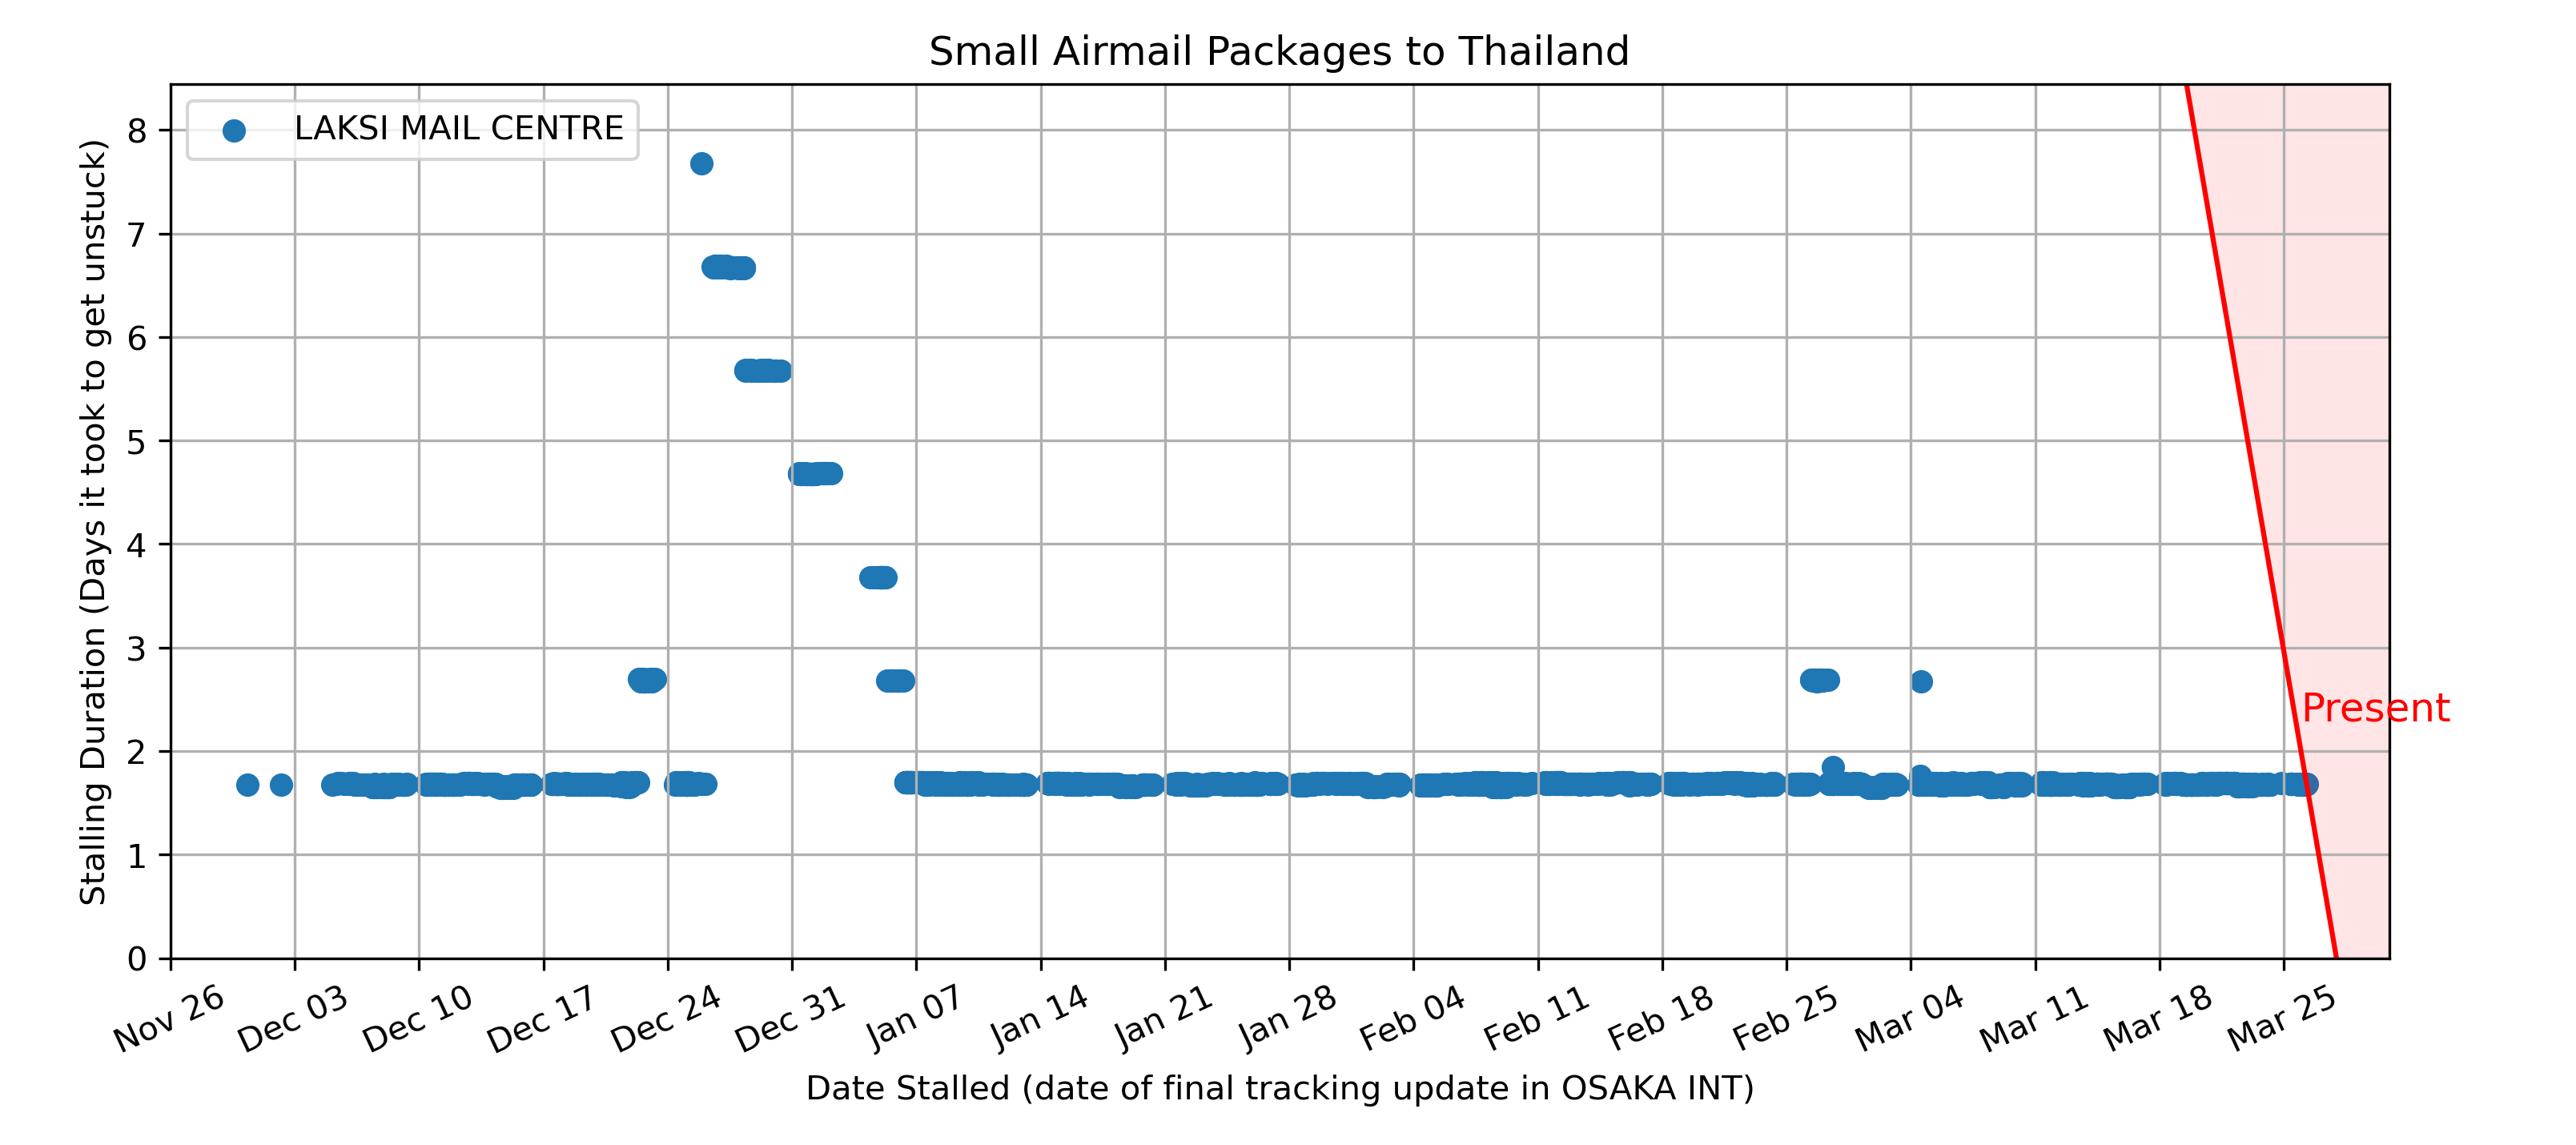 Small Airmail Packages to Thailand
LAKSI MAIL CENTRE
Stalling Duration (Days it took to get unstuck)
8
7
6
5
4
3
2
1
0
Present
Nov 26
Dec 03
Dec 10
Dec 17
Dec 24
Dec 31
Jan 07
Jan 14
Jan 21
Jan 28
Feb 04
Feb 11
Feb 18
Feb 25
Mar 04
Mar 11
Mar 18
Mar 25
Date Stalled (date of final tracking update in OSAKA INT)